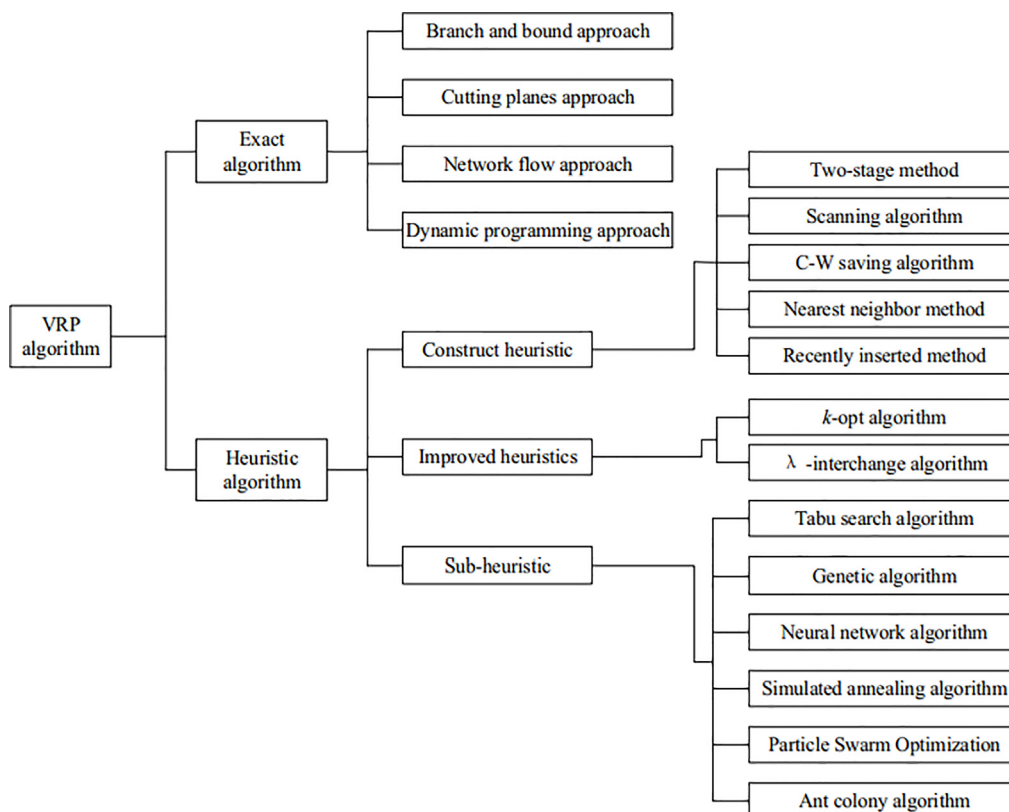 Branch and bound approach
Cutting planes approach
Exact
algorithm
Network flow approach
Two-stage method
Scanning algorithm
Dynamic programming approach
C-W saving algorithm
VRP
algorithm
Nearest neighbor method
Construct heuristic
Recently inserted method
k-opt algorithm
Heuristic
algorithm
Improved heuristics
λ -interchange algorithm
Tabu search algorithm
Sub-heuristic
Genetic algorithm
Neural network algorithm
Simulated annealing algorithm
Particle Swarm Optimization
Ant colony algorithm